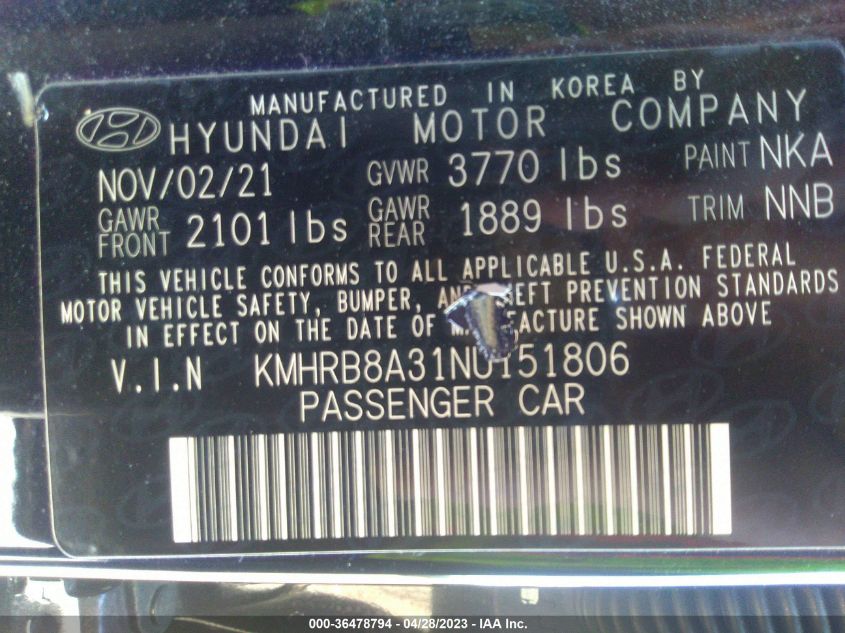 MANUFACTURED IN KOREA BY
HYUNDAI MOTOR COMPANY
NOV/02/21 GVWR 3770 lbs PAINT NKA
GAWR FRONT 2101 lbs GAWR REAR 1889 lbs TRIM NNB
THIS VEHICLE CONFORMS TO ALL APPLICABLE U.S.A. FEDERAL
MOTOR VEHICLE SAFETY, BUMPER, PREVENTION STANDARDS
IN EFFECT ON THE DATE OF SHOWN ABOVE
V.I.N KMHRB8A31NU151806
PASSENGER CAR
000-36478794 - 04/28/2023 - IAA Inc.